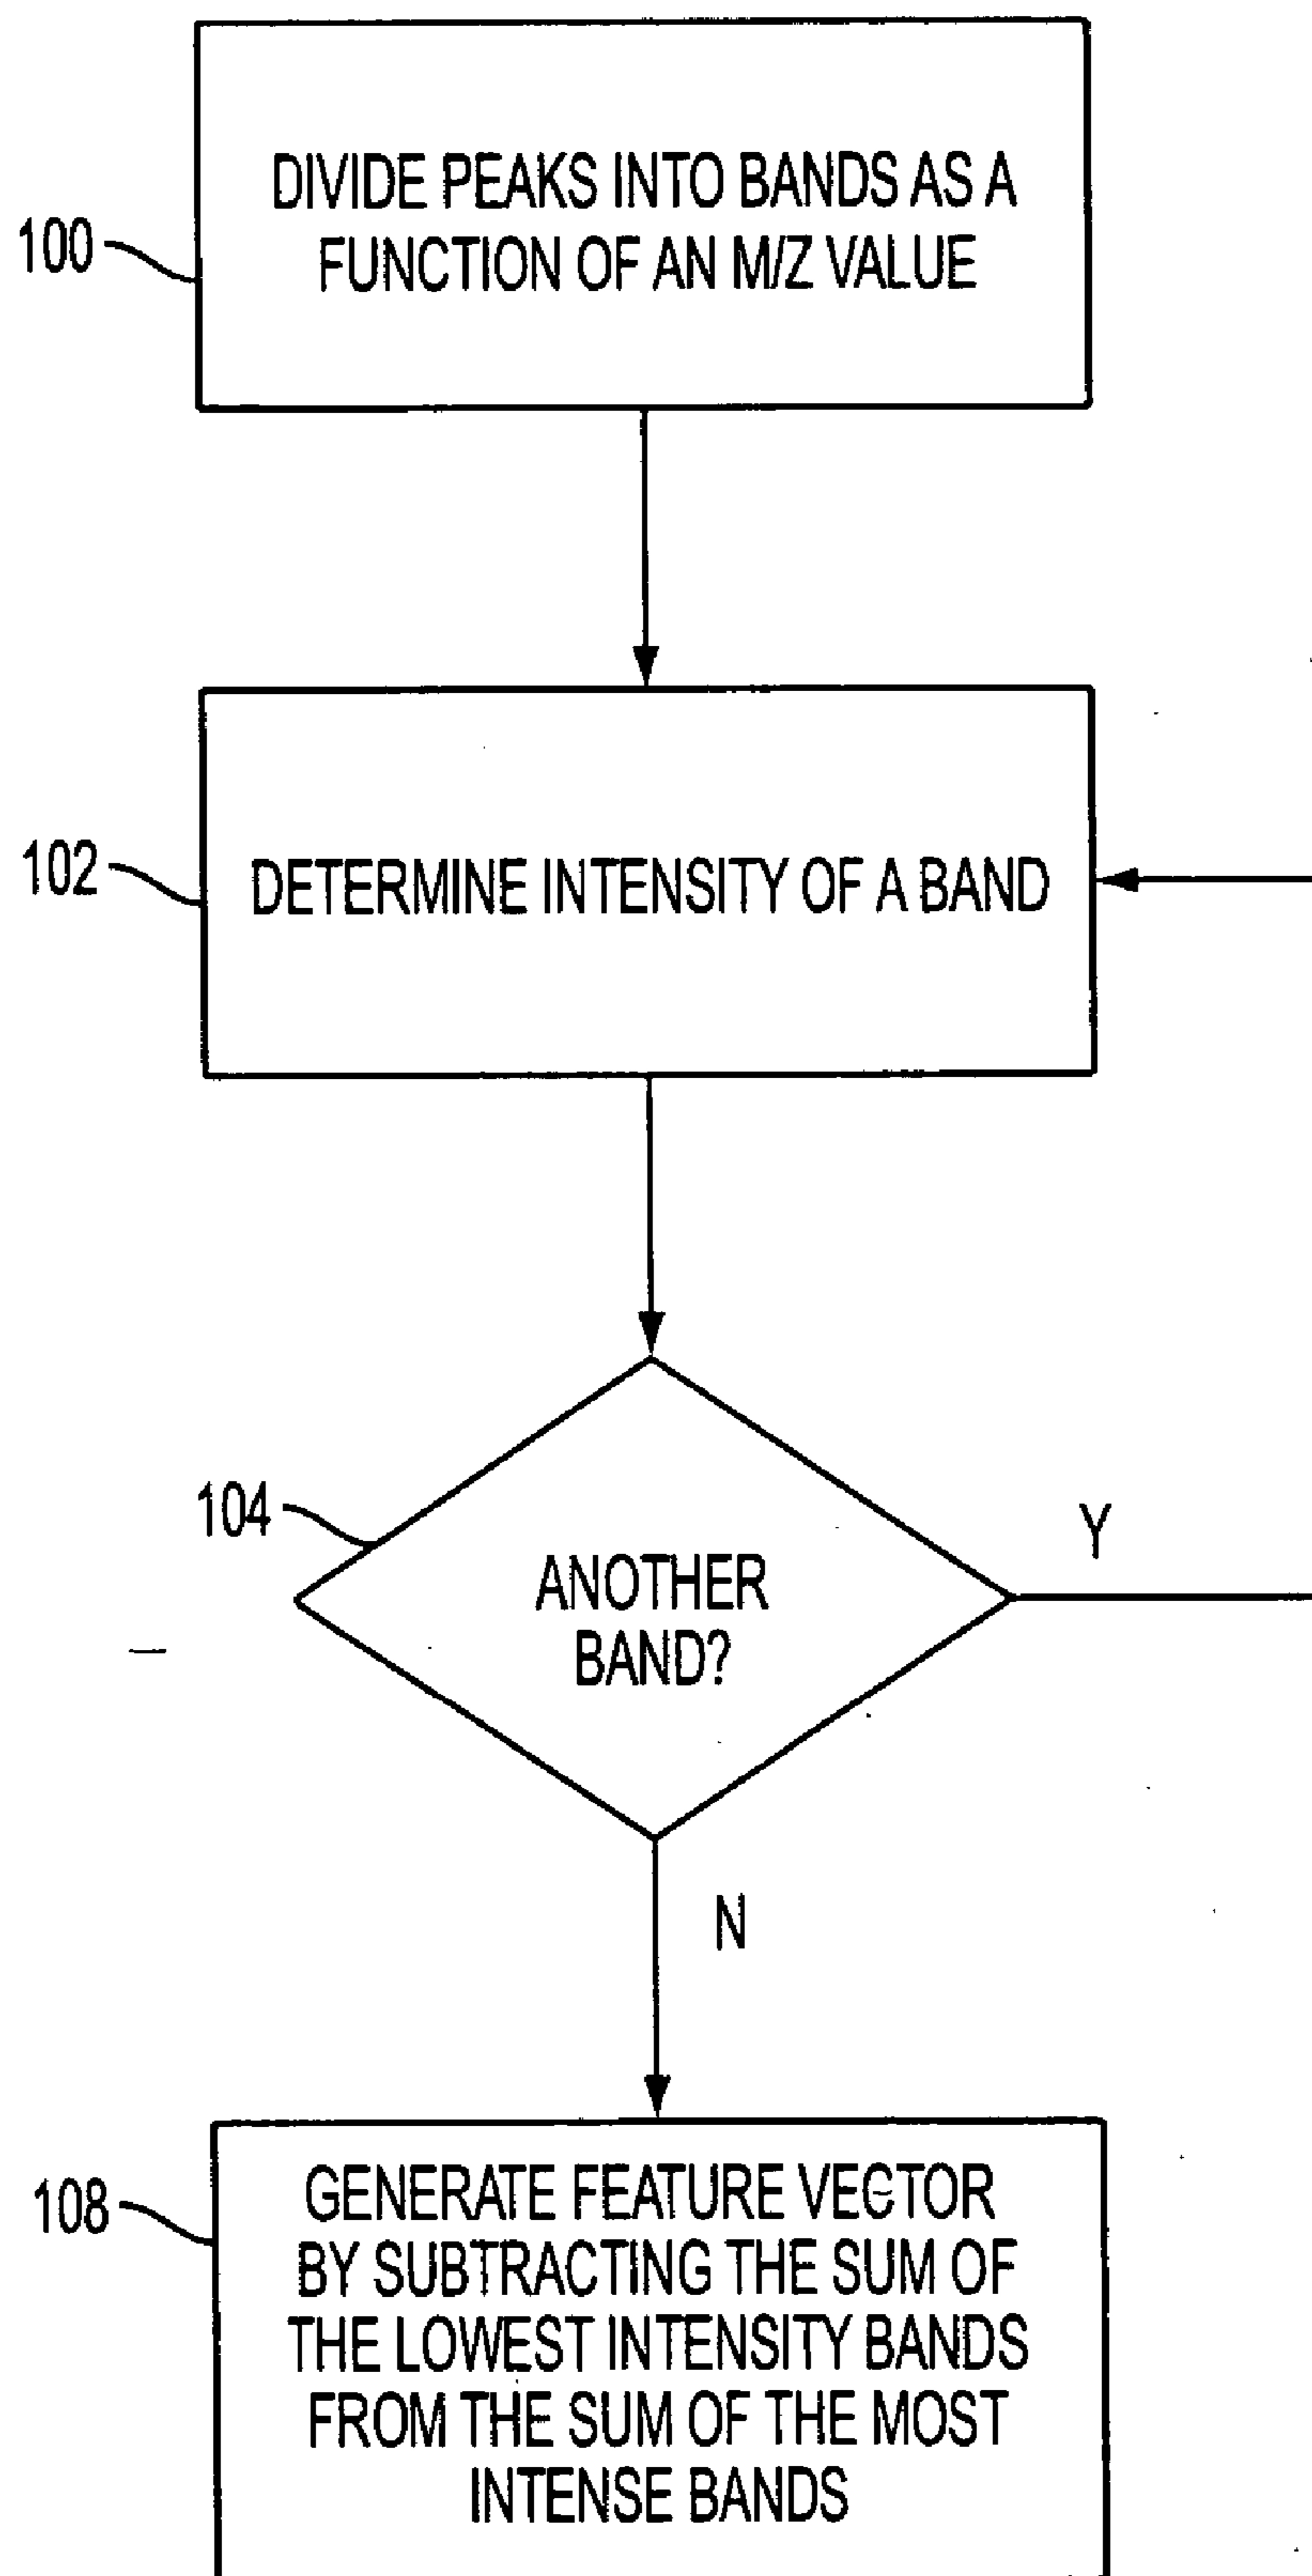 DIVIDE PEAKS INTO BANDS AS A
FUNCTION OF AN M/Z VALUE
100
DETERMINE INTENSITY OF A BAND
102
104
ANOTHER
BAND?
Y
N
GENERATE FEATURE VECTOR
BY SUBTRACTING THE SUM OF
THE LOWEST INTENSITY BANDS
FROM THE SUM OF THE MOST
INTENSE BANDS
108